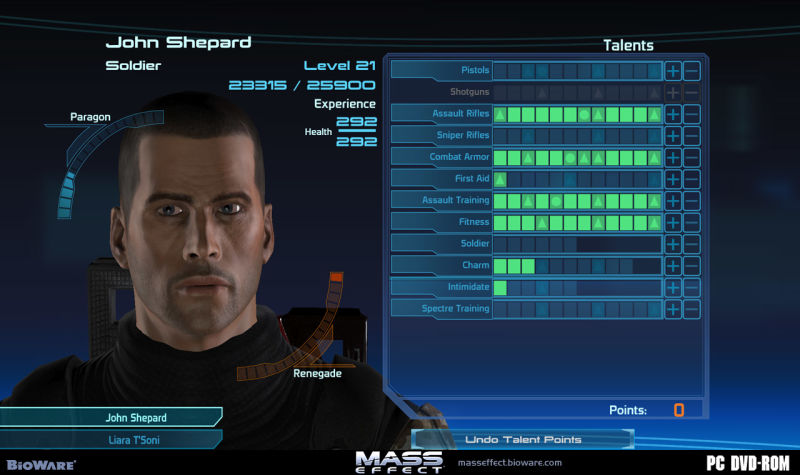 John Shepard
Soldier
Level 21
23315 / 25900
Experience
292
Health
292
Paragon
Renegade
Talents
Pistols
Shotguns
Assault Rifles
Sniper Rifles
Combat Armor
First Aid
Assault Training
Fitness
Soldier
Charm
Intimidate
Spectre Training
Points: 0
John Shepard
Liara T'Soni
Undo Talent Points
BIOWARE
MASS EFFECT
masseffect.bioware.com
PC DVD-ROM